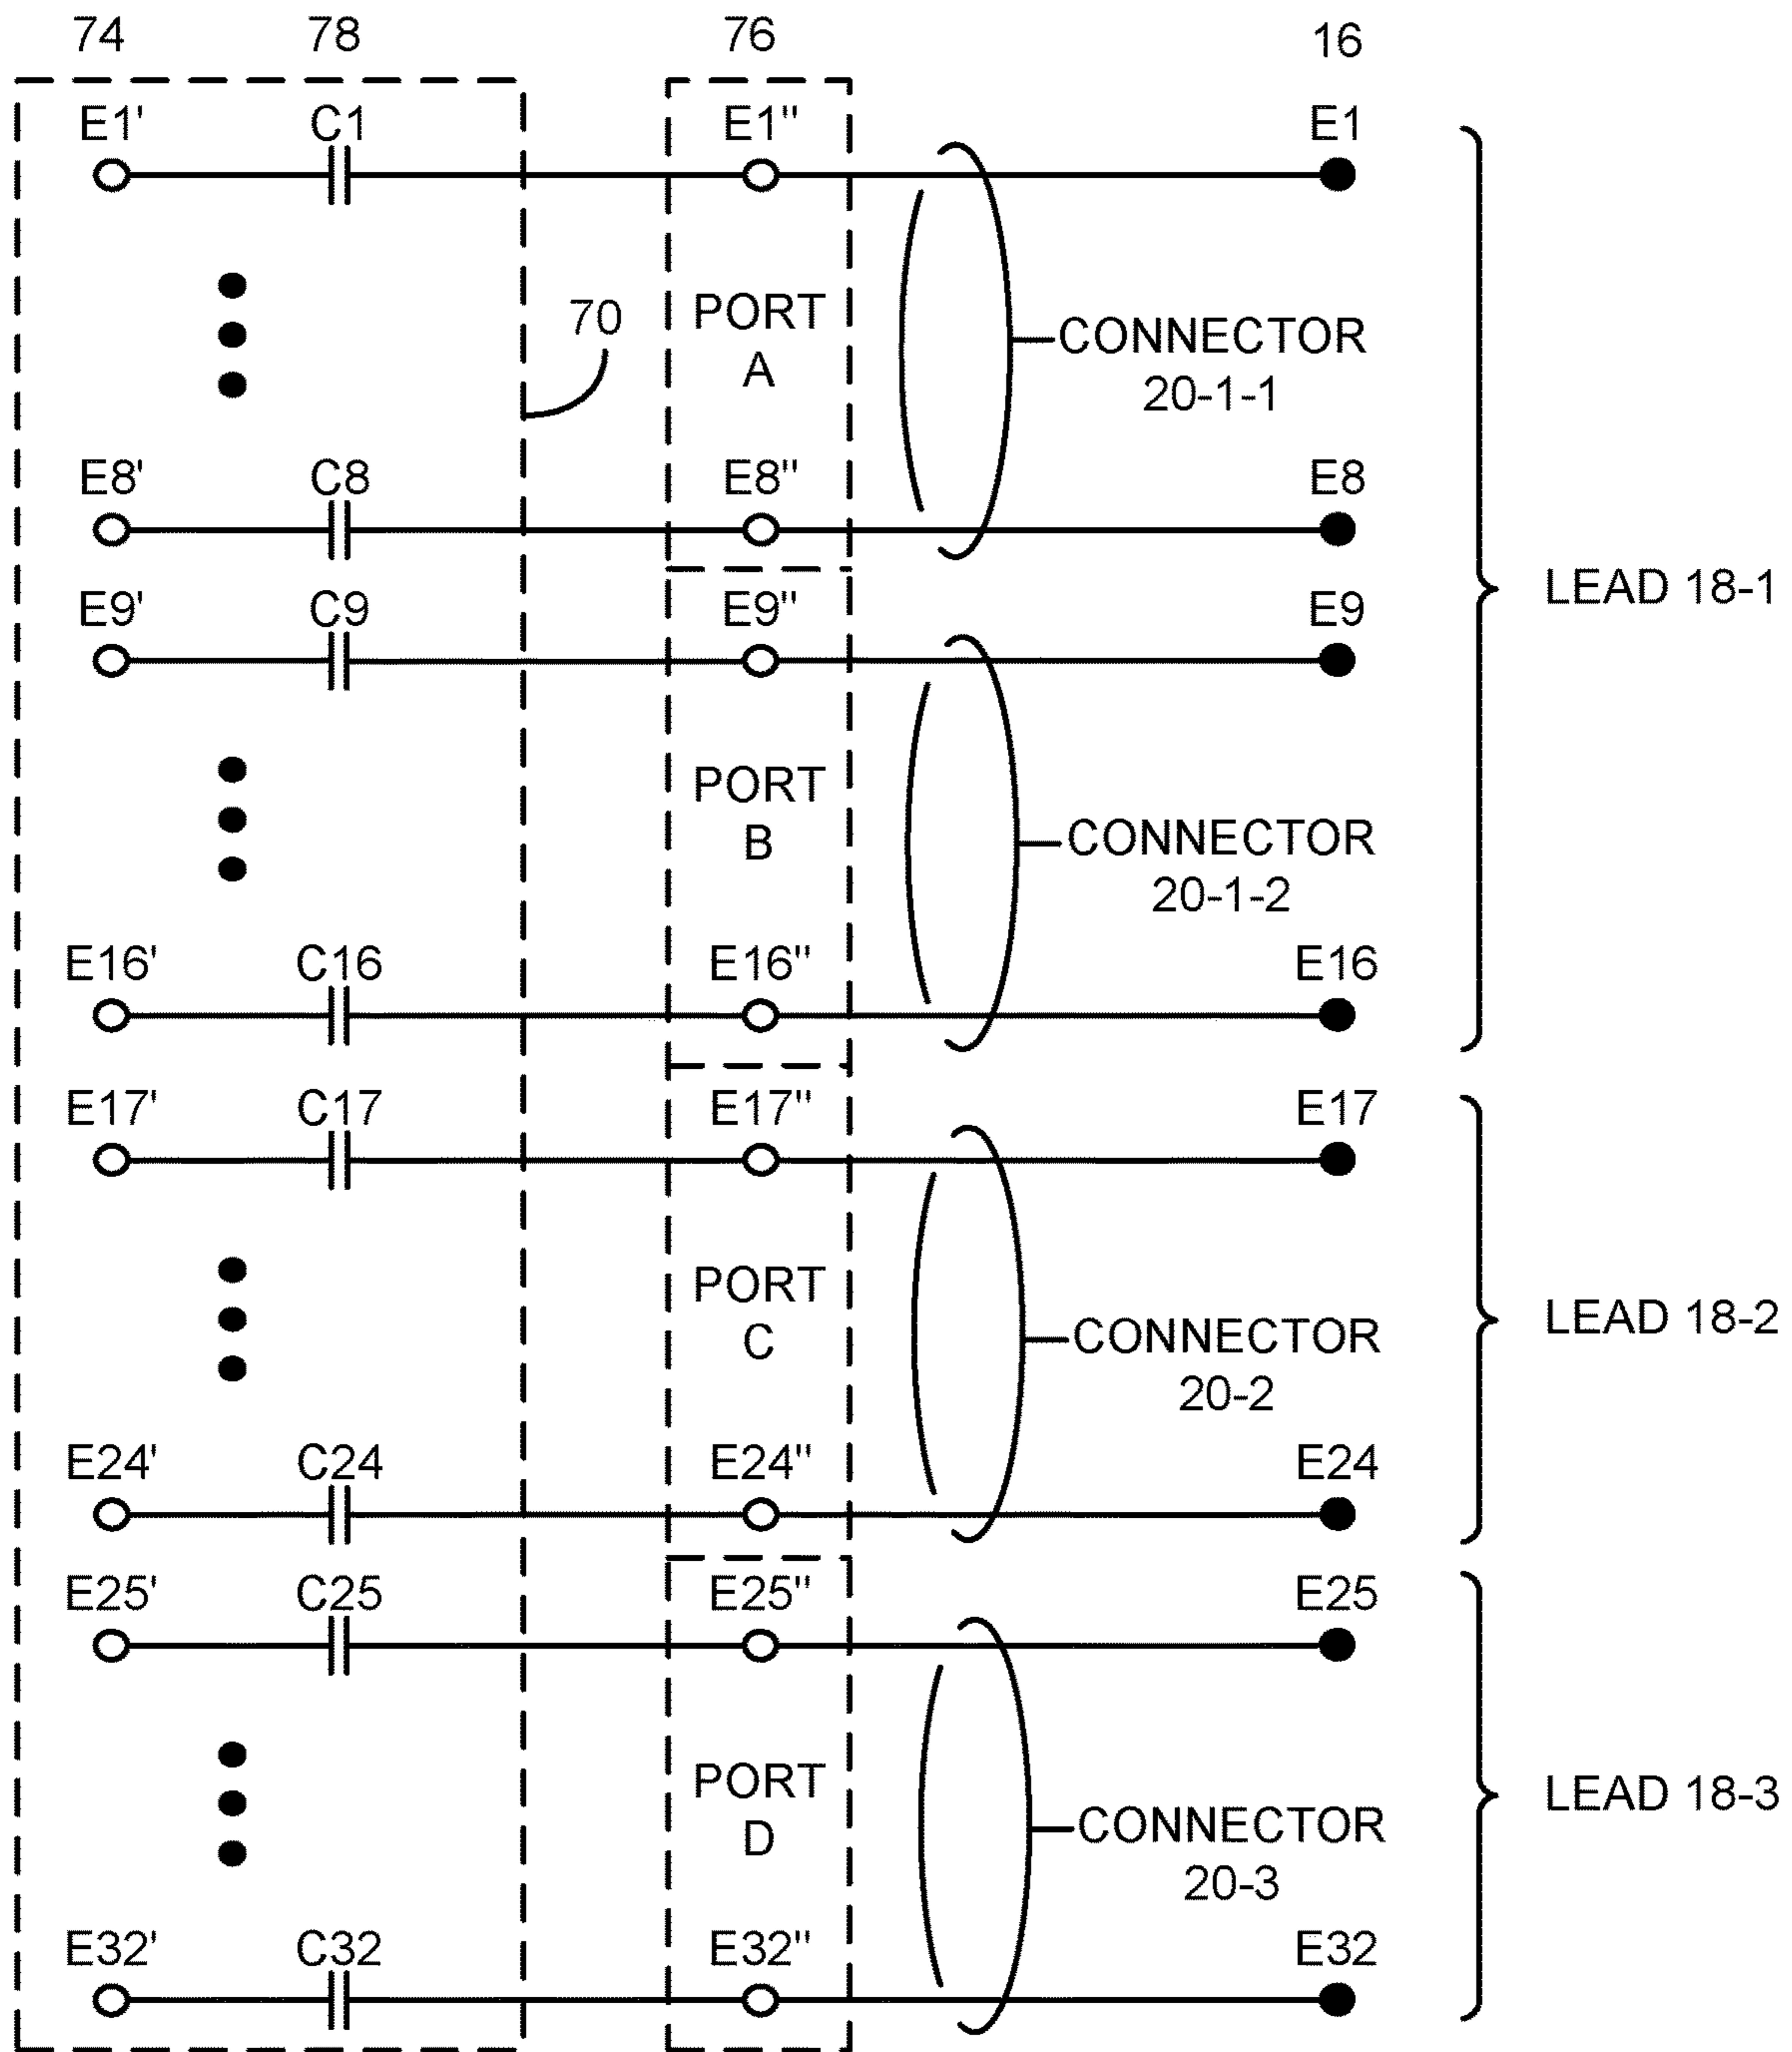 74 78 76 16
E1' C1 E1" E1
70
PORT
A
CONNECTOR
20-1-1
E8' C8 E8" E8
LEAD 18-1
E9' C9 E9" E9
PORT
B
CONNECTOR
20-1-2
E16' C16 E16" E16
E17' C17 E17" E17
PORT
C
CONNECTOR
20-2
LEAD 18-2
E24' C24 E24" E24
E25' C25 E25" E25
PORT
D
CONNECTOR
20-3
LEAD 18-3
E32' C32 E32" E32